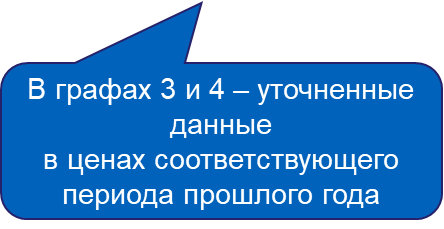 В графах 3 и 4 – уточненные
данные
в ценах соответствующего
периода прошлого года